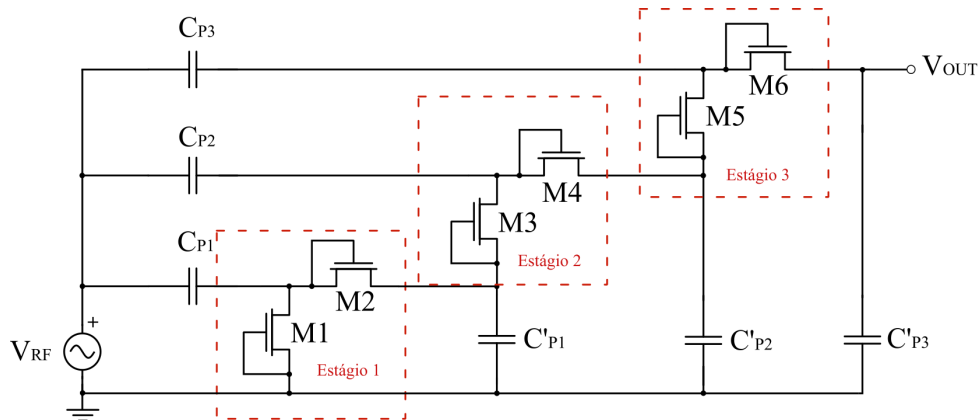 CP3
M6
VOUT
M5
CP2
Estágio 3
M4
M3
CP1
Estágio 2
M2
M1
C'P1
C'P2
C'P3
+
VRF
Estágio 1